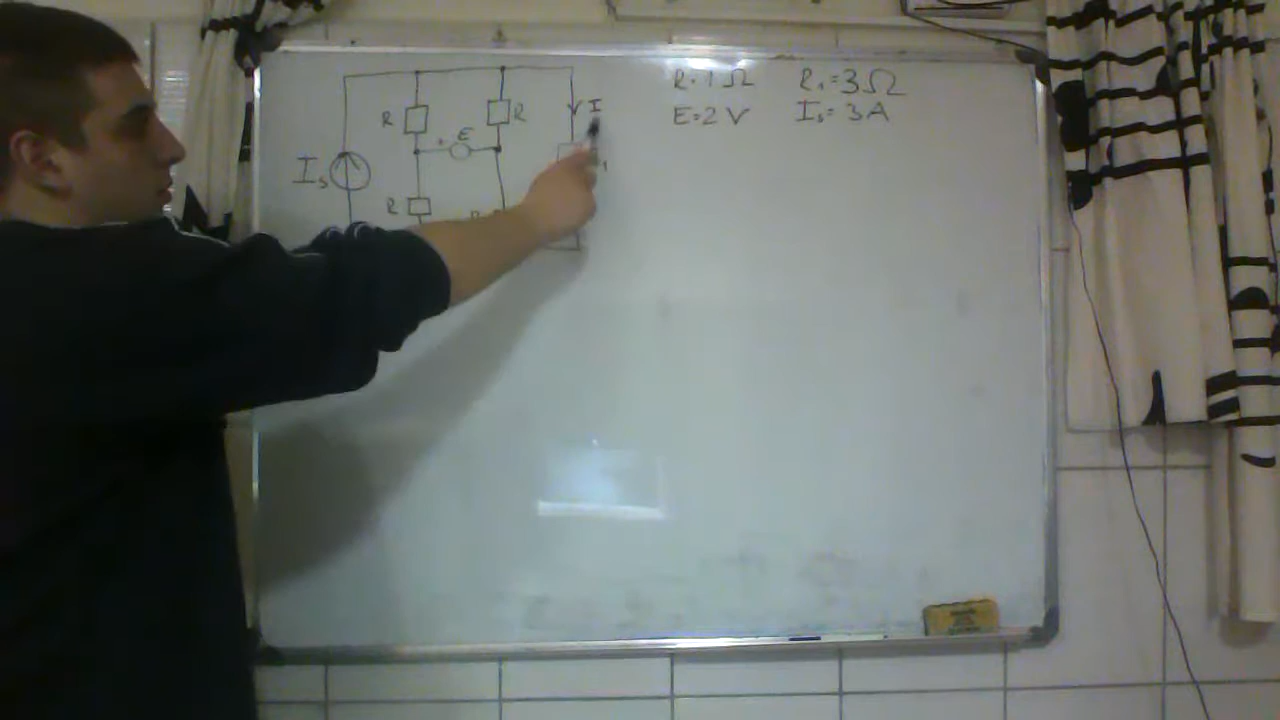 R=1Ω R₁=3Ω
E=2V Iₛ=3A
I
R
R
E
Iₛ
R